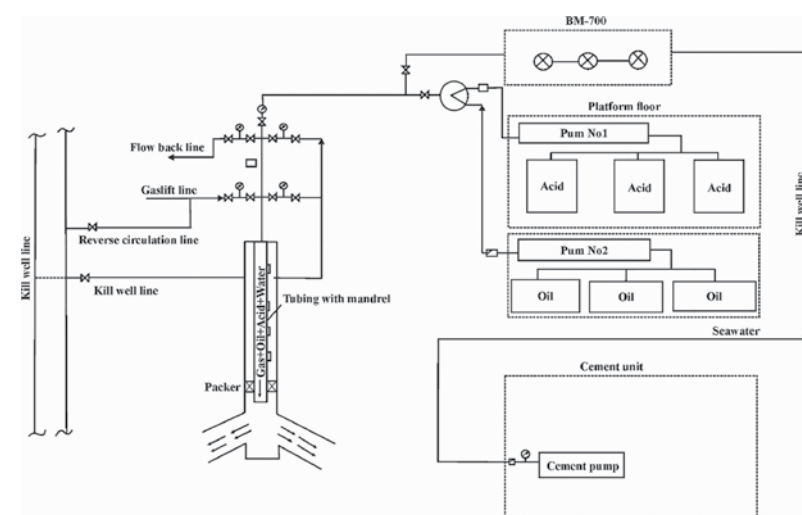 BM-700
Platform floor
Pum No1
Acid
Acid
Acid
Flow back line
Gaslift line
Reverse circulation line
Kill well line
Kill well line
Kill well line
Pum No2
Oil
Oil
Oil
Gas+Oil+Acid+Water
Tubing with mandrel
Seawater
Packer
Cement unit
Cement pump